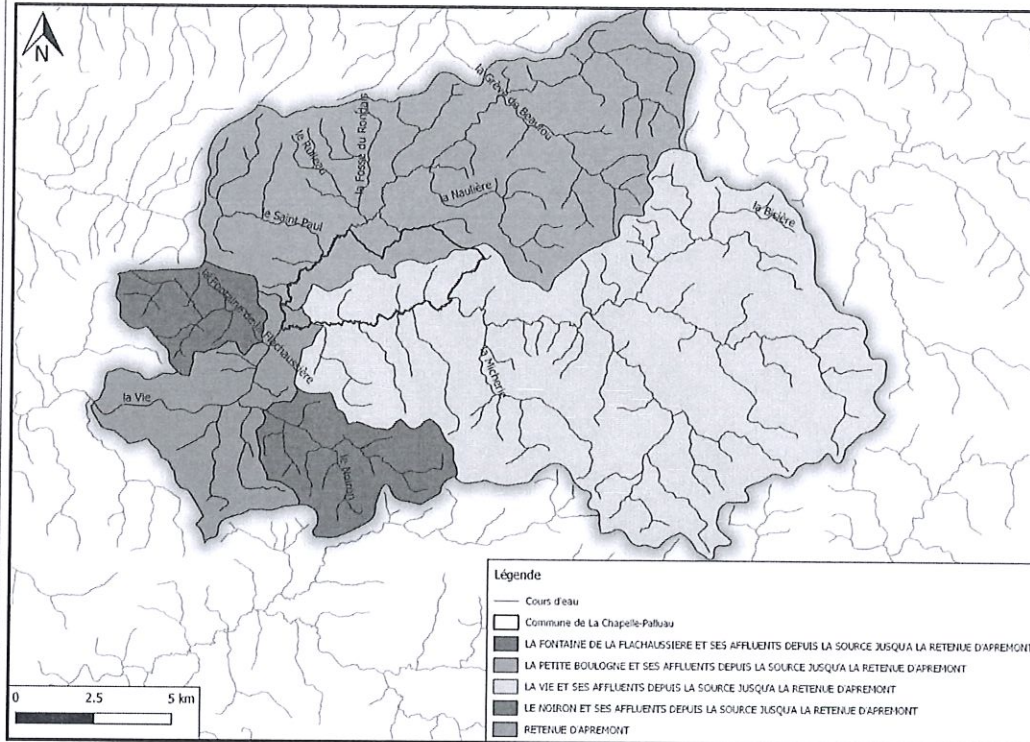 N
la Grève de Beaufou
le Ruileau
la Fosse du Rondais
la Naulière
le Saint Paul
la Bisière
la Fontaine de la Flachaussière
la Micherie
la Vie
le Noiron
Légende
Cours d'eau
Commune de La Chapelle-Palluau
LA FONTAINE DE LA FLACHAUSSIERE ET SES AFFLUENTS DEPUIS LA SOURCE JUSQU'A LA RETENUE D'APREMONT
LA PETITE BOULOGNE ET SES AFFLUENTS DEPUIS LA SOURCE JUSQU'A LA RETENUE D'APREMONT
LA VIE ET SES AFFLUENTS DEPUIS LA SOURCE JUSQU'A LA RETENUE D'APREMONT
LE NOIRON ET SES AFFLUENTS DEPUIS LA SOURCE JUSQU'A LA RETENUE D'APREMONT
RETENUE D'APREMONT
0 2.5 5 km